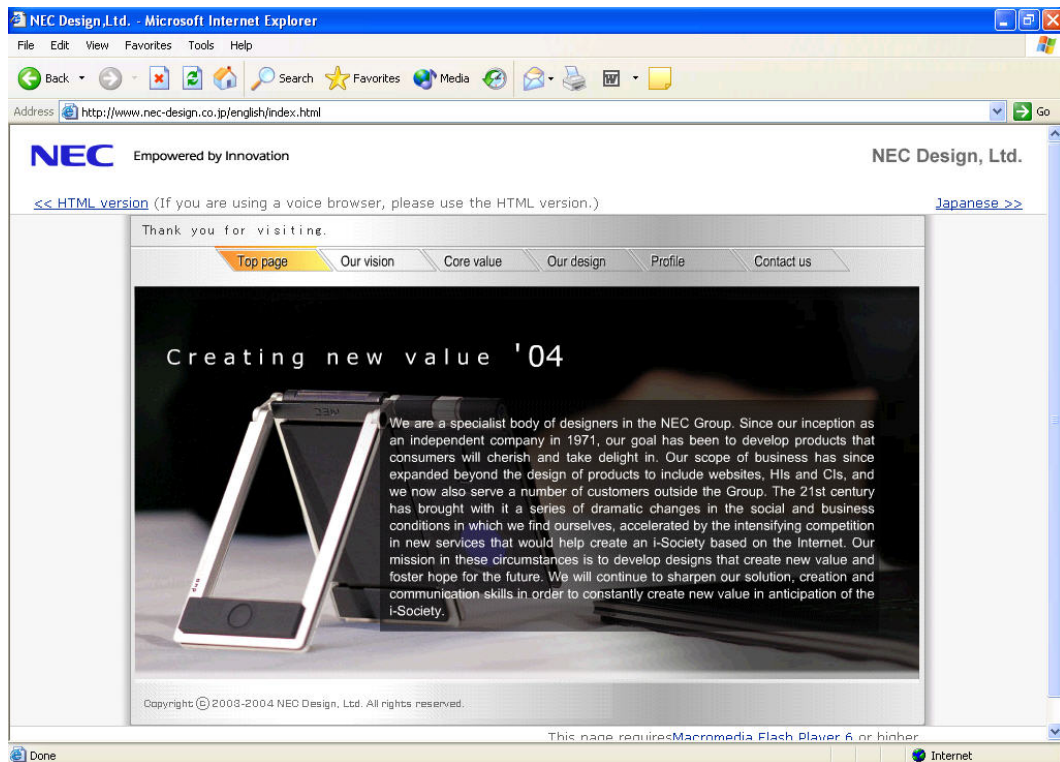 NEC Design,Ltd. - Microsoft Internet Explorer
File Edit View Favorites Tools Help
Back Search Favorites Media
Address http://www.nec-design.co.jp/english/index.html Go
NEC Empowered by Innovation NEC Design, Ltd.
<< HTML version (If you are using a voice browser, please use the HTML version.) Japanese >>
Thank you for visiting.
Top page Our vision Core value Our design Profile Contact us
Creating new value '04
NEC
We are a specialist body of designers in the NEC Group. Since our inception as
an independent company in 1971, our goal has been to develop products that
consumers will cherish and take delight in. Our scope of business has since
expanded beyond the design of products to include websites, HIs and CIs, and
we now also serve a number of customers outside the Group. The 21st century
has brought with it a series of dramatic changes in the social and business
conditions in which we find ourselves, accelerated by the intensifying competition
in new services that would help create an i-Society based on the Internet. Our
mission in these circumstances is to develop designs that create new value and
foster hope for the future. We will continue to sharpen our solution, creation and
communication skills in order to constantly create new value in anticipation of the
i-Society.
Copyright © 2003-2004 NEC Design, Ltd. All rights reserved.
This page requires Macromedia Flash Player 6 or higher
Done Internet